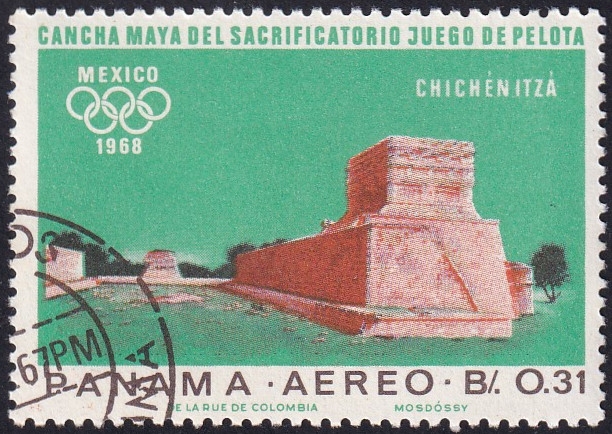 CANCHA MAYA DEL SACRIFICATORIO JUEGO DE PELOTA
MEXICO
1968
CHICHÉN ITZÁ
67PM
PANAMA · AEREO · B/. 0.31
DE LA RUE DE COLOMBIA
MOSDÓSSY